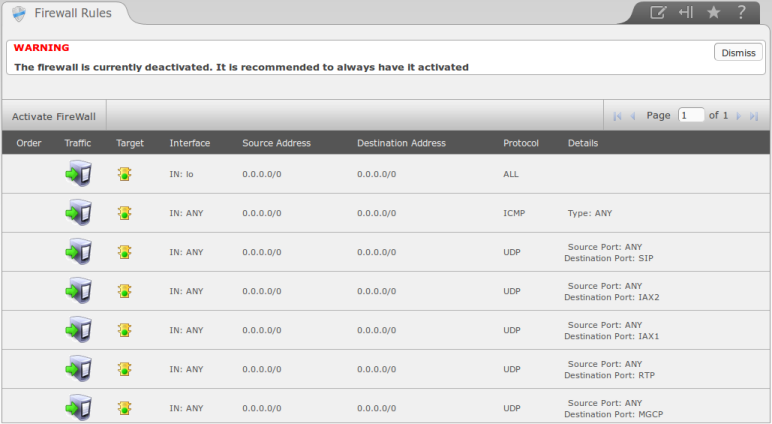 Firewall Rules
?
WARNING
Dismiss
The firewall is currently deactivated. It is recommended to always have it activated
Activate FireWall Page 1 of 1
Order Traffic Target Interface Source Address Destination Address Protocol Details
IN: lo 0.0.0.0/0 0.0.0.0/0 ALL
IN: ANY 0.0.0.0/0 0.0.0.0/0 ICMP Type: ANY
IN: ANY 0.0.0.0/0 0.0.0.0/0 UDP Source Port: ANY
Destination Port: SIP
IN: ANY 0.0.0.0/0 0.0.0.0/0 UDP Source Port: ANY
Destination Port: IAX2
IN: ANY 0.0.0.0/0 0.0.0.0/0 UDP Source Port: ANY
Destination Port: IAX1
IN: ANY 0.0.0.0/0 0.0.0.0/0 UDP Source Port: ANY
Destination Port: RTP
IN: ANY 0.0.0.0/0 0.0.0.0/0 UDP Source Port: ANY
Destination Port: MGCP